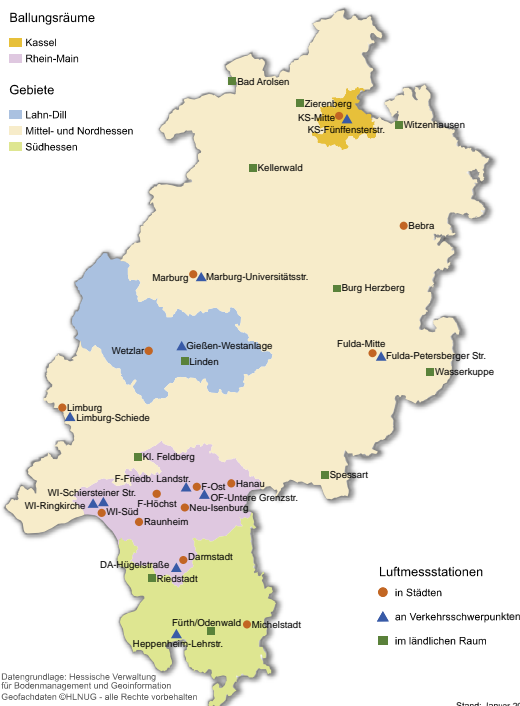 Ballungsräume
Kassel
Rhein-Main
Gebiete
Lahn-Dill
Mittel- und Nordhessen
Südhessen
Bad Arolsen
Zierenberg
KS-Mitte
KS-Fünffensterstr.
Witzenhausen
Kellerwald
Bebra
Marburg
Marburg-Universitätsstr.
Burg Herzberg
Wetzlar
Gießen-Westanlage
Linden
Fulda-Mitte
Fulda-Petersberger Str.
Wasserkuppe
Limburg
Limburg-Schiede
Kl. Feldberg
Spessart
F-Friedb. Landstr.
F-Ost
Hanau
WI-Schiersteiner Str.
OF-Untere Grenzstr.
WI-Ringkirche
F-Höchst
Neu-Isenburg
WI-Süd
Raunheim
DA-Hügelstraße
Darmstadt
Riedstadt
Fürth/Odenwald
Michelstadt
Heppenheim-Lehrstr.
Luftmessstationen
in Städten
an Verkehrsschwerpunkten
im ländlichen Raum
Datengrundlage: Hessische Verwaltung
für Bodenmanagement und Geoinformation
Geofachdaten ©HLNUG - alle Rechte vorbehalten
Stand: Januar